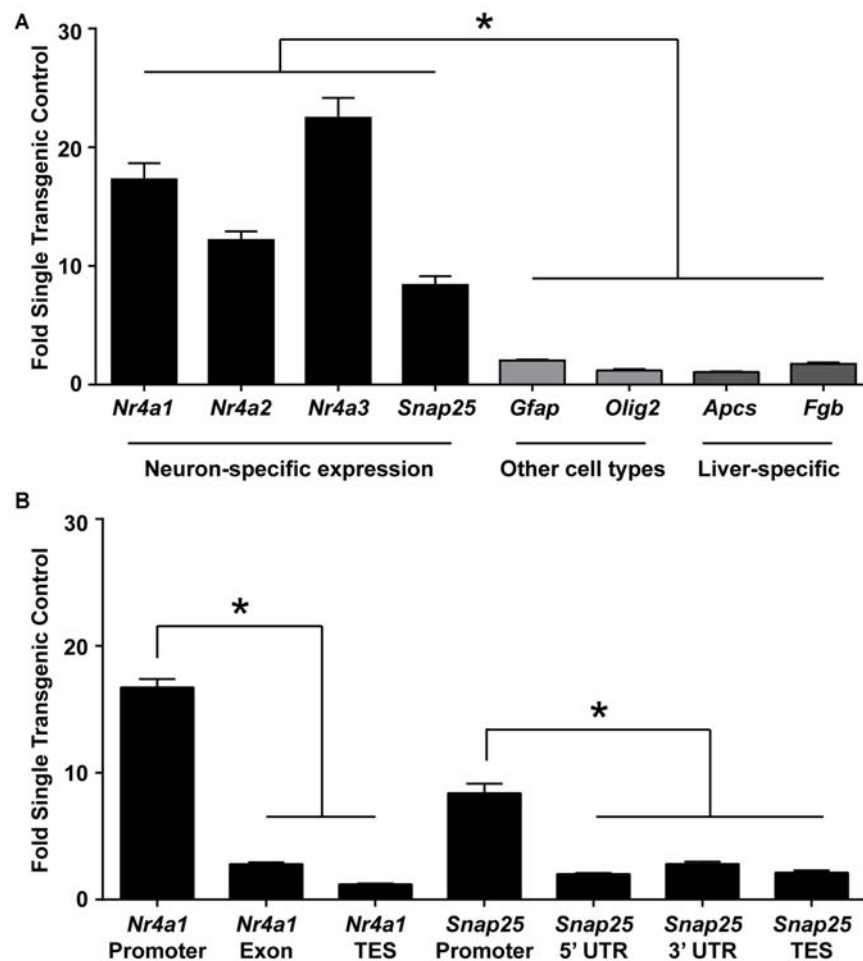 A
Fold Single Transgenic Control
30
20
10
0
*
Nr4a1 Nr4a2 Nr4a3 Snap25 Gfap Olig2 Apcs Fgb
Neuron-specific expression Other cell types Liver-specific
B
Fold Single Transgenic Control
30
20
10
0
*
*
Nr4a1 Nr4a1 Nr4a1 Snap25 Snap25 Snap25 Snap25
Promoter Exon TES Promoter 5’ UTR 3’ UTR TES